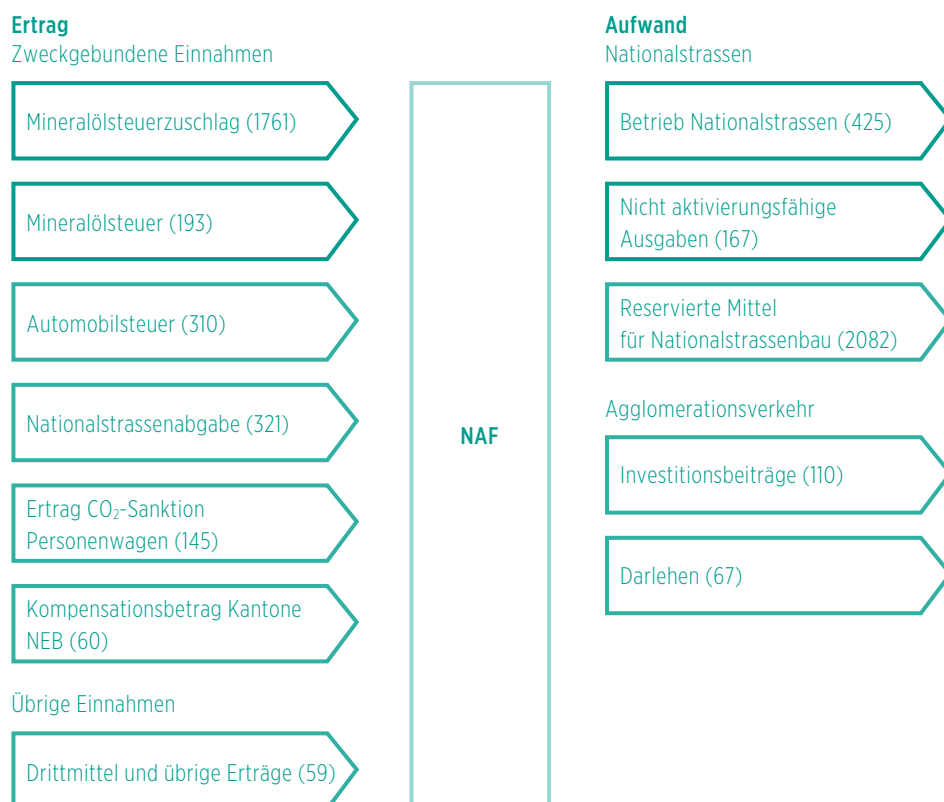 Ertrag
Zweckgebundene Einnahmen
Mineralölsteuerzuschlag (1761)
Mineralölsteuer (193)
Automobilsteuer (310)
Nationalstrassenabgabe (321)
Ertrag CO₂-Sanktion
Personenwagen (145)
Kompensationsbetrag Kantone
NEB (60)
Übrige Einnahmen
Drittmittel und übrige Erträge (59)
NAF
Aufwand
Nationalstrassen
Betrieb Nationalstrassen (425)
Nicht aktivierungsfähige
Ausgaben (167)
Reservierte Mittel
für Nationalstrassenbau (2082)
Agglomerationsverkehr
Investitionsbeiträge (110)
Darlehen (67)